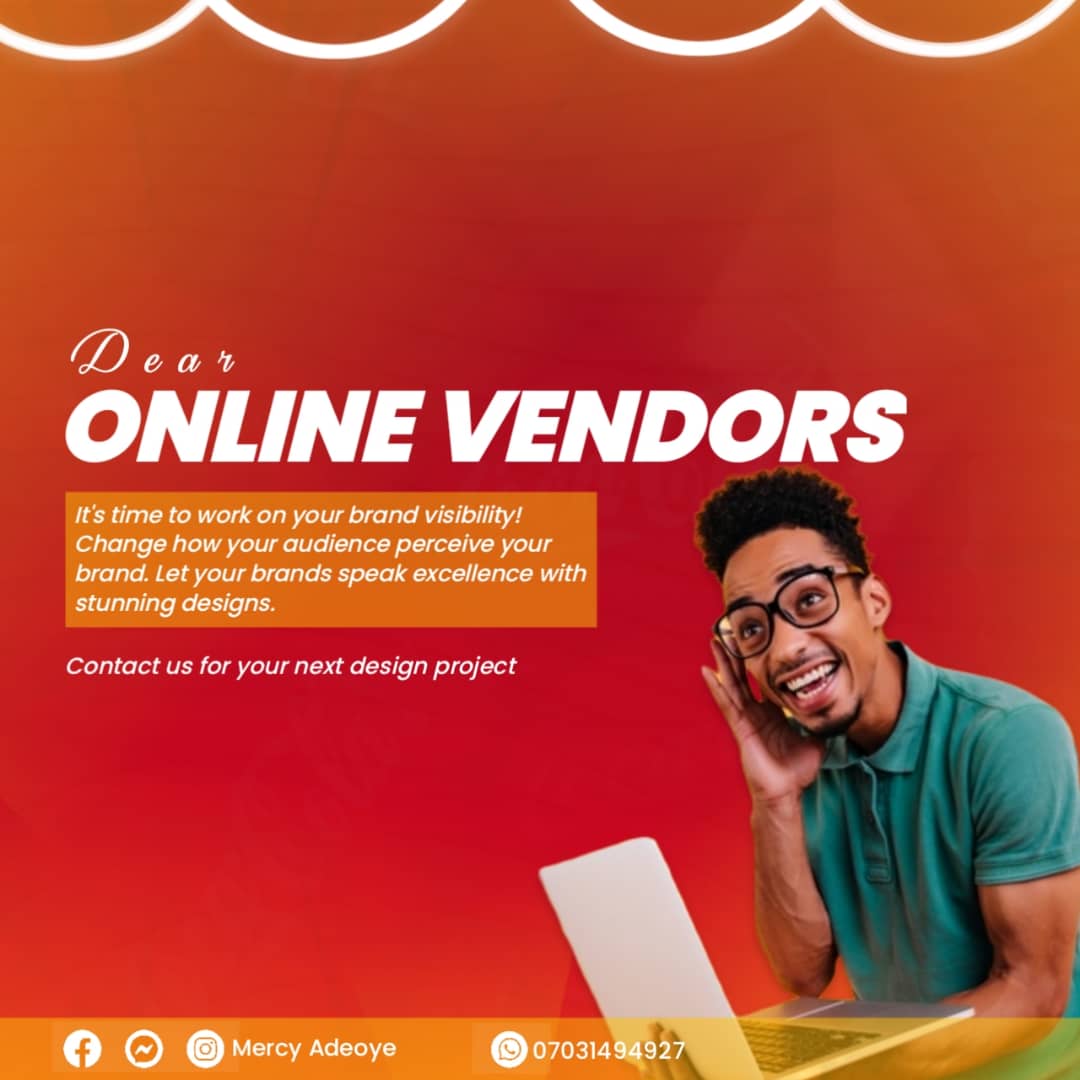 Dear
ONLINE VENDORS
It's time to work on your brand visibility!
Change how your audience perceive your
brand. Let your brands speak excellence with
stunning designs.
Contact us for your next design project
Mercy Adeoye
07031494927